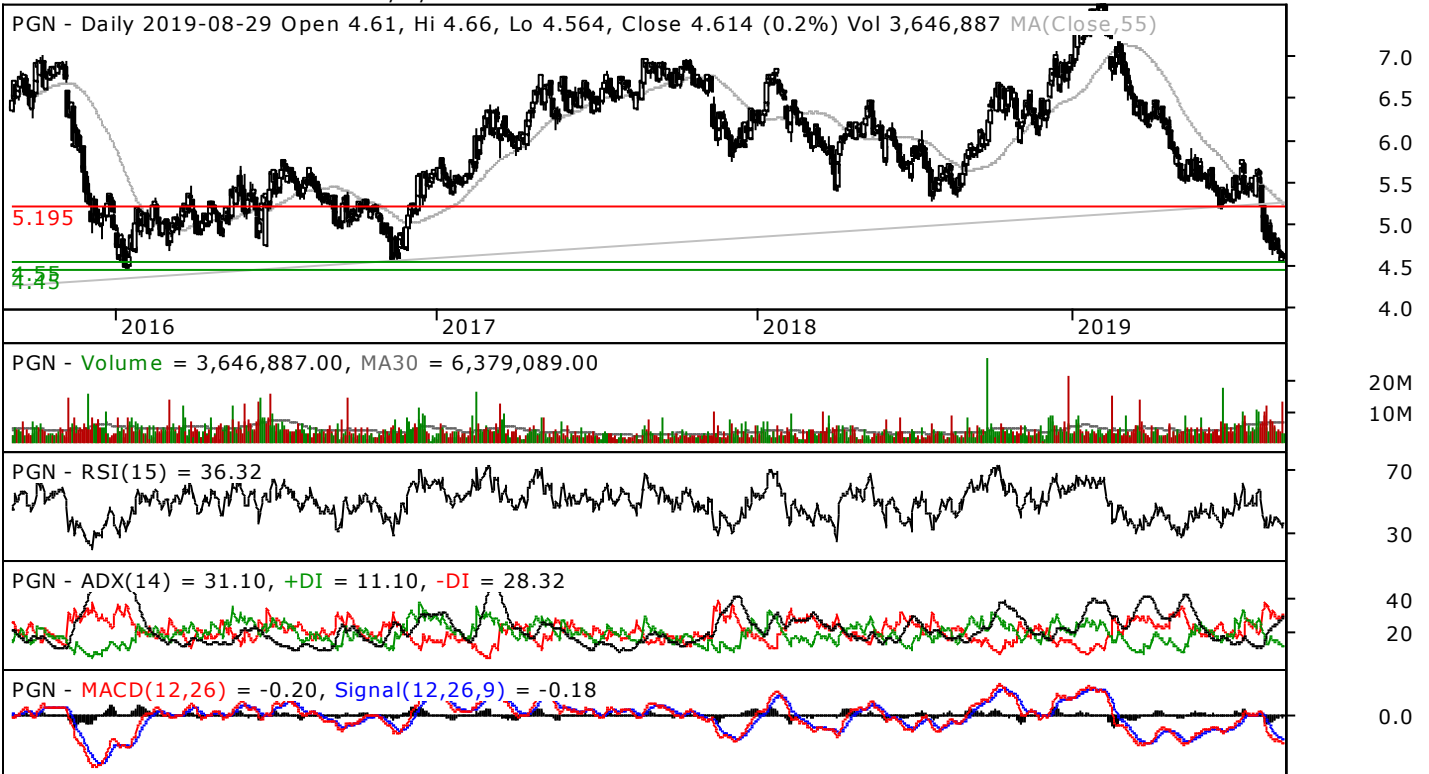 PGN - Daily 2019-08-29 Open 4.61, Hi 4.66, Lo 4.564, Close 4.614 (0.2%) Vol 3,646,887 MA(Close,55)
7.0
6.5
6.0
5.5
5.0
4.5
4.0
5.195
4.55
4.45
2016 2017 2018 2019
PGN - Volume = 3,646,887.00, MA30 = 6,379,089.00
20M
10M
PGN - RSI(15) = 36.32
70
30
PGN - ADX(14) = 31.10, +DI = 11.10, -DI = 28.32
40
20
PGN - MACD(12,26) = -0.20, Signal(12,26,9) = -0.18
0.0